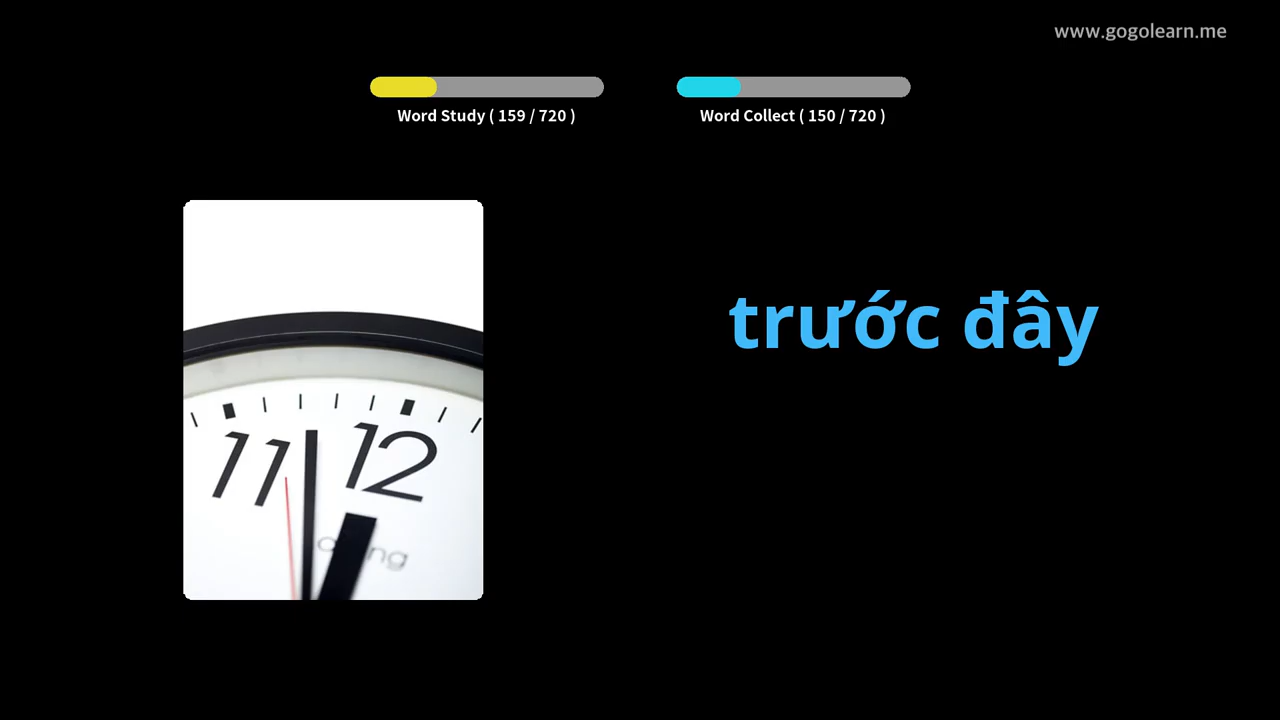 www.gogolearn.me
Word Study ( 159 / 720 )
Word Collect ( 150 / 720 )
trước đây
11 12